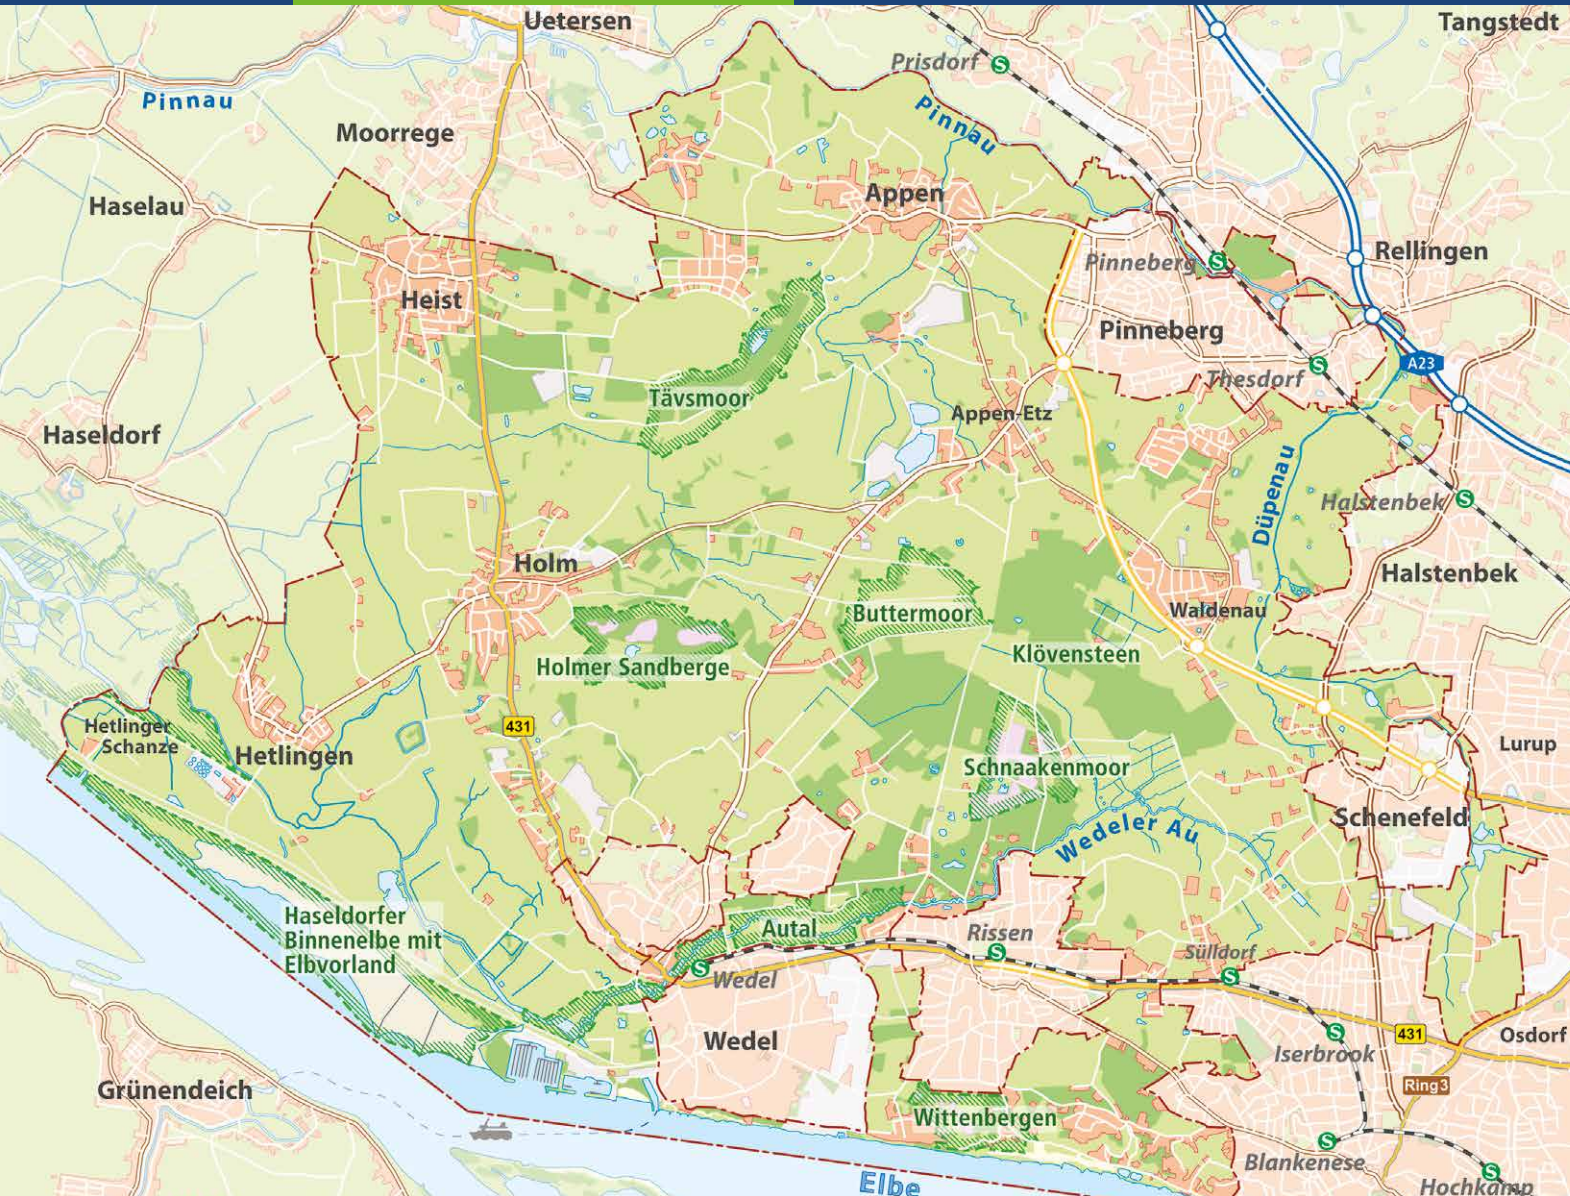 Uetersen
Tangstedt
Prisdorf
S
Pinnau
Pinnau
Moorrege
Appen
Haselau
Rellingen
Pinneberg
S
Heist
Pinneberg
A23
Thesdorf
S
Tävsmoor
Appen-Etz
Haseldorf
Düpenau
Halstenbek
S
Holm
Halstenbek
Buttermoor
Waldenau
Klövensteen
Holmer Sandberge
431
Hetlinger
Schanze
Hetlingen
Lurup
Schnaakenmoor
Schenefeld
Wedeler Au
Haseldorfer
Binnenelbe mit
Elbvorland
Autal
Rissen
S
Sülldorf
S
S
Wedel
Wedel
431
Osdorf
S
Iserbrook
Grünendeich
Ring 3
Wittenbergen
S
Blankenese
S
Hochkamp
Elbe